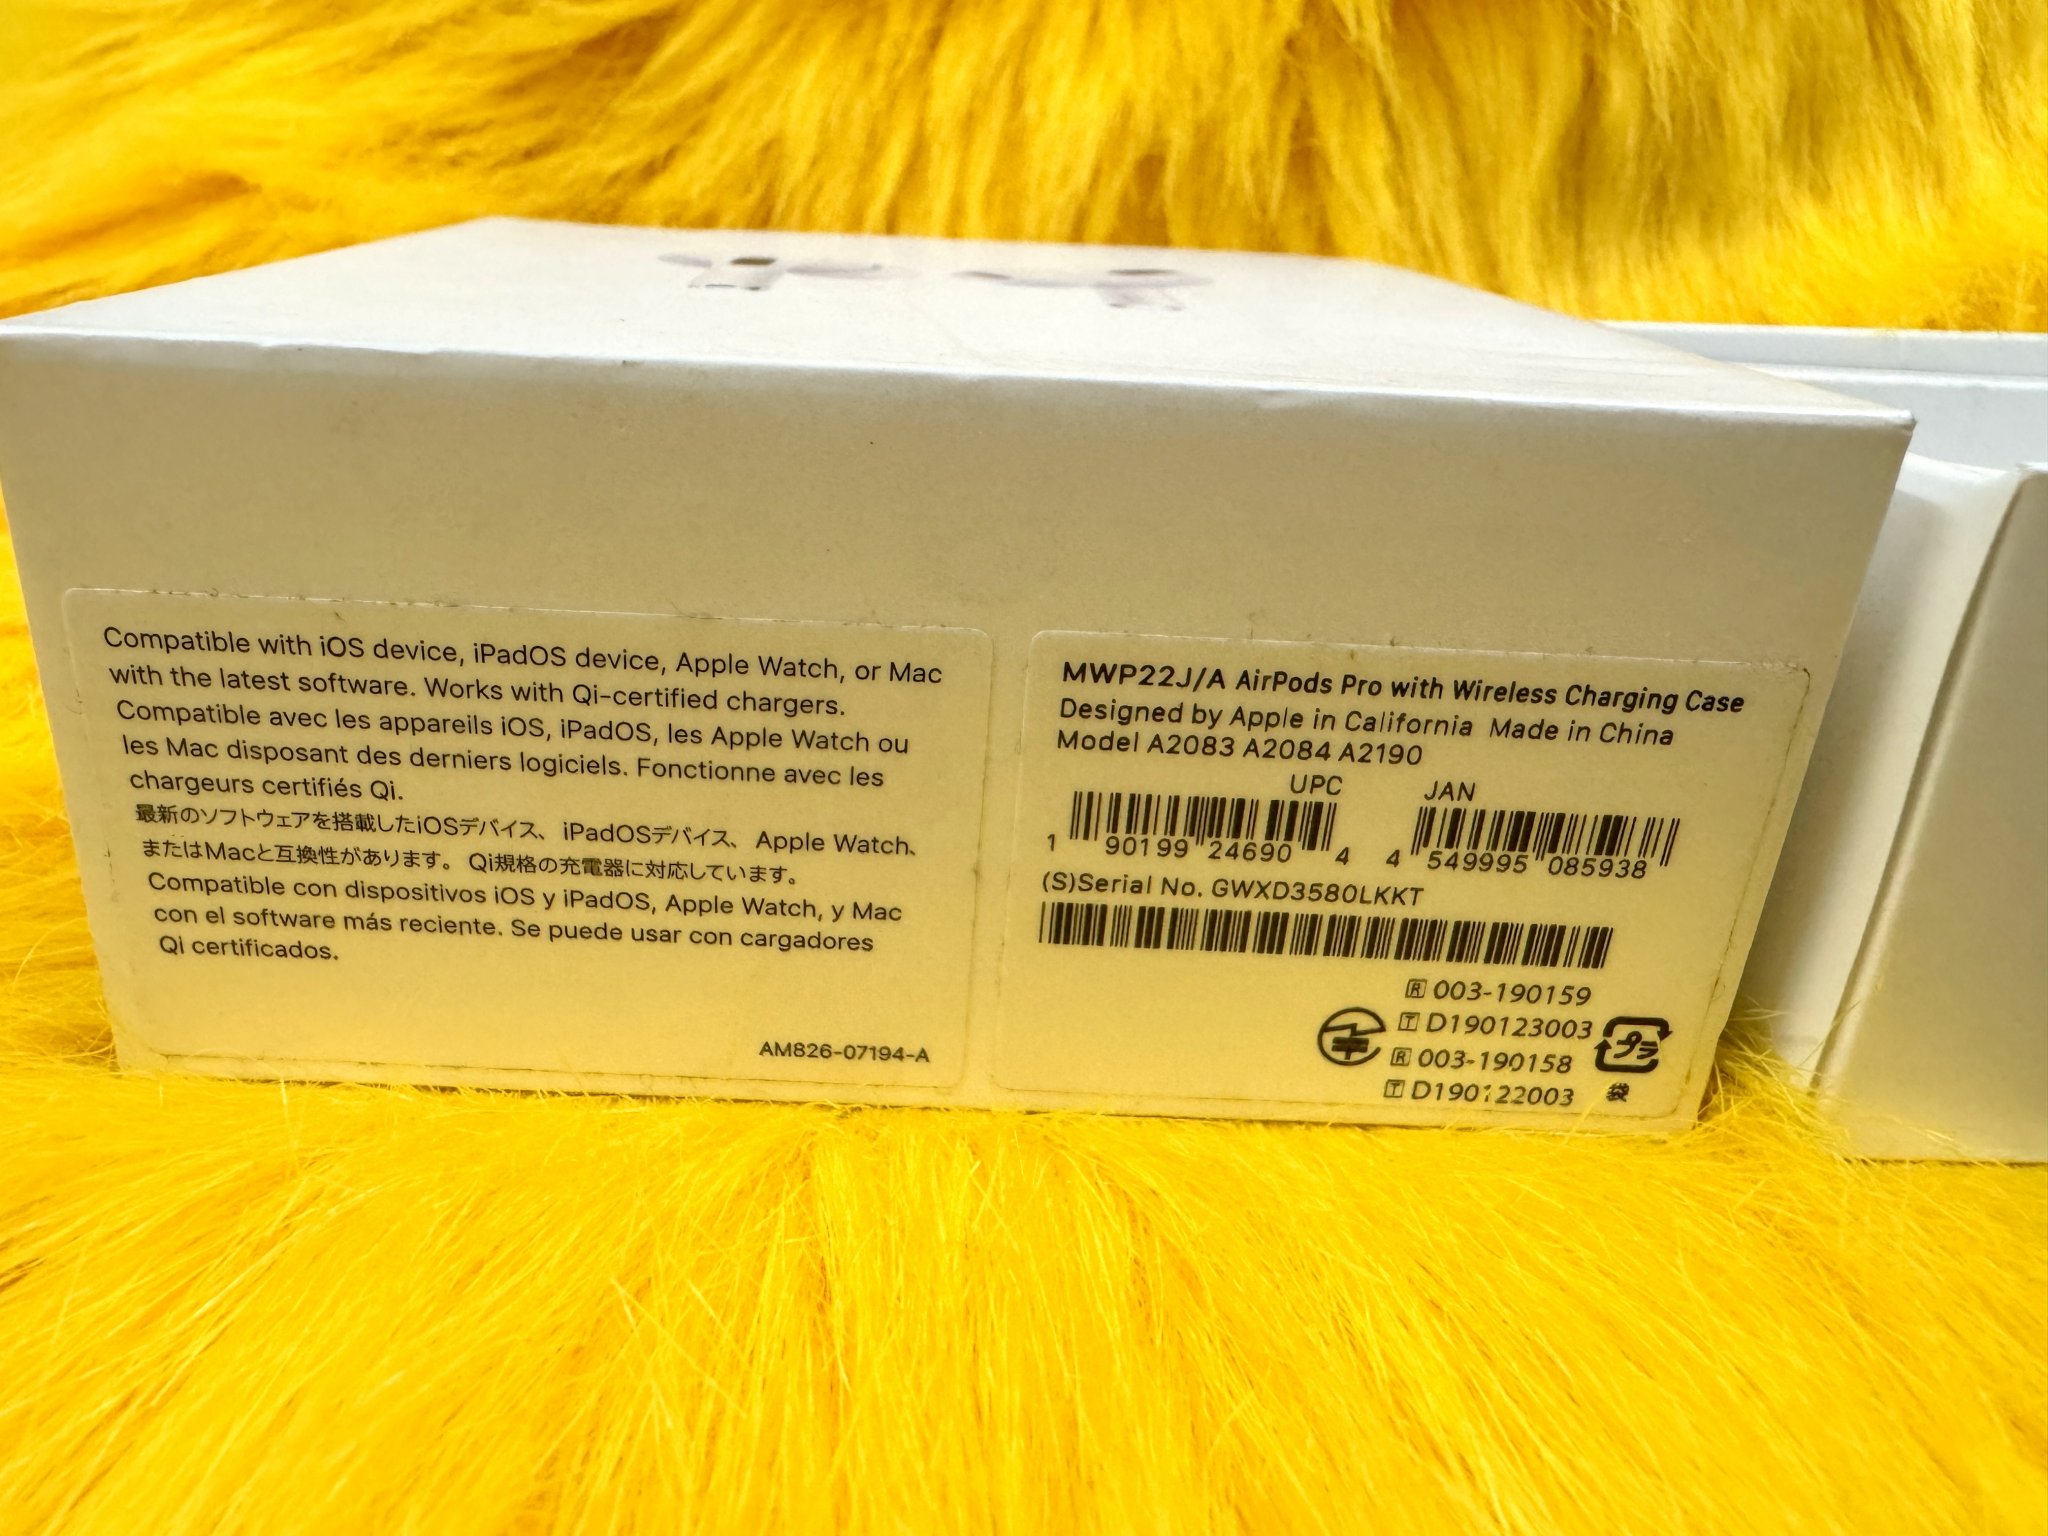 Compatible with iOS device, iPadOS device, Apple Watch, or Mac
with the latest software. Works with Qi-certified chargers.
Compatible avec les appareils iOS, iPadOS, les Apple Watch ou
les Mac disposant des derniers logiciels. Fonctionne avec les
chargeurs certifiés Qi.
最新のソフトウェアを搭載したiOSデバイス、iPadOSデバイス、Apple Watch、
またはMacと互換性があります。 Qi規格の充電器に対応しています。
Compatible con dispositivos iOS y iPadOS, Apple Watch, y Mac
con el software más reciente. Se puede usar con cargadores
Qi certificados.
AM826-07194-A
MWP22J/A AirPods Pro with Wireless Charging Case
Designed by Apple in California Made in China
Model A2083 A2084 A2190
UPC JAN
1 90199 24690 4 4 549995 085938
(S)Serial No. GWXD3580LKKT
R 003-190159
T D190123003
R 003-190158
T D190122003
プラ
袋